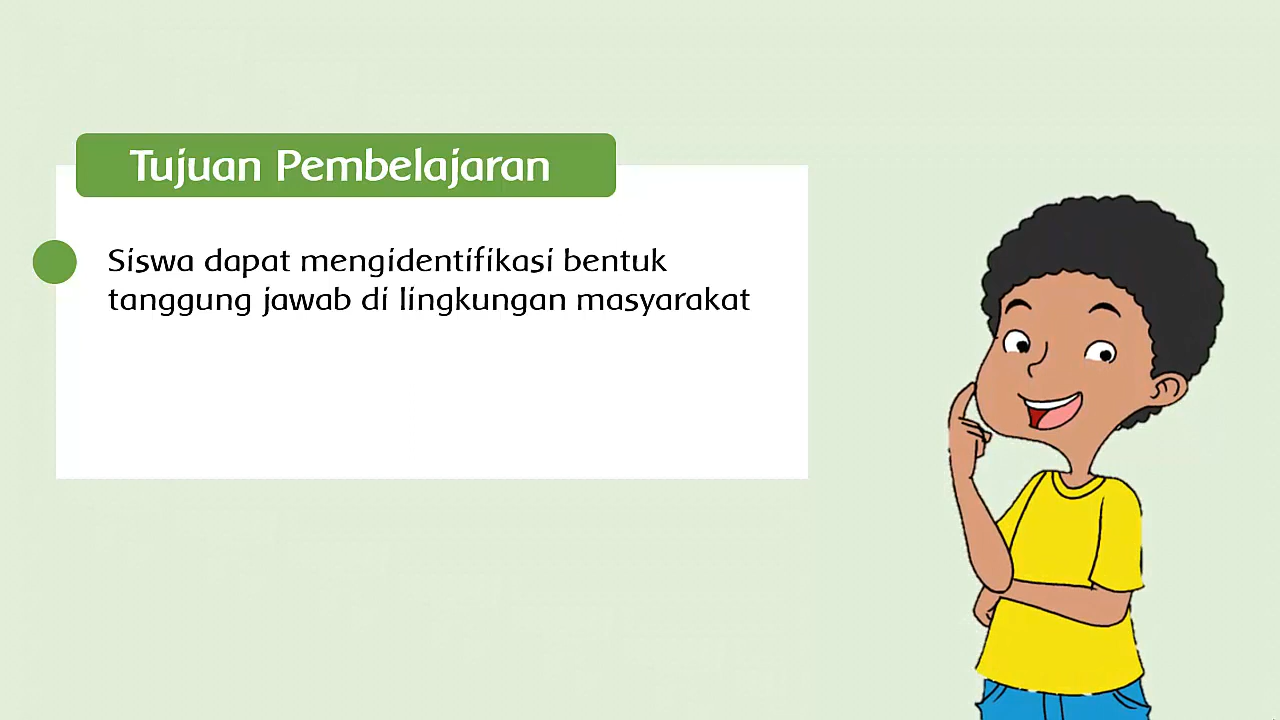 Tujuan Pembelajaran
Siswa dapat mengidentifikasi bentuk
tanggung jawab di lingkungan masyarakat